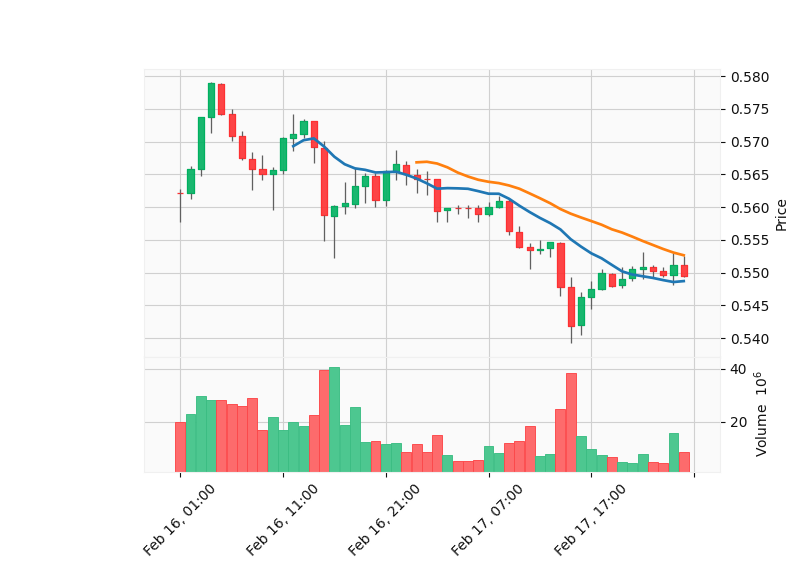 0.580
0.575
0.570
0.565
0.560
0.555
0.550
0.545
0.540
Price
40
20
Volume 10⁶
Feb 16, 01:00
Feb 16, 11:00
Feb 16, 21:00
Feb 17, 07:00
Feb 17, 17:00